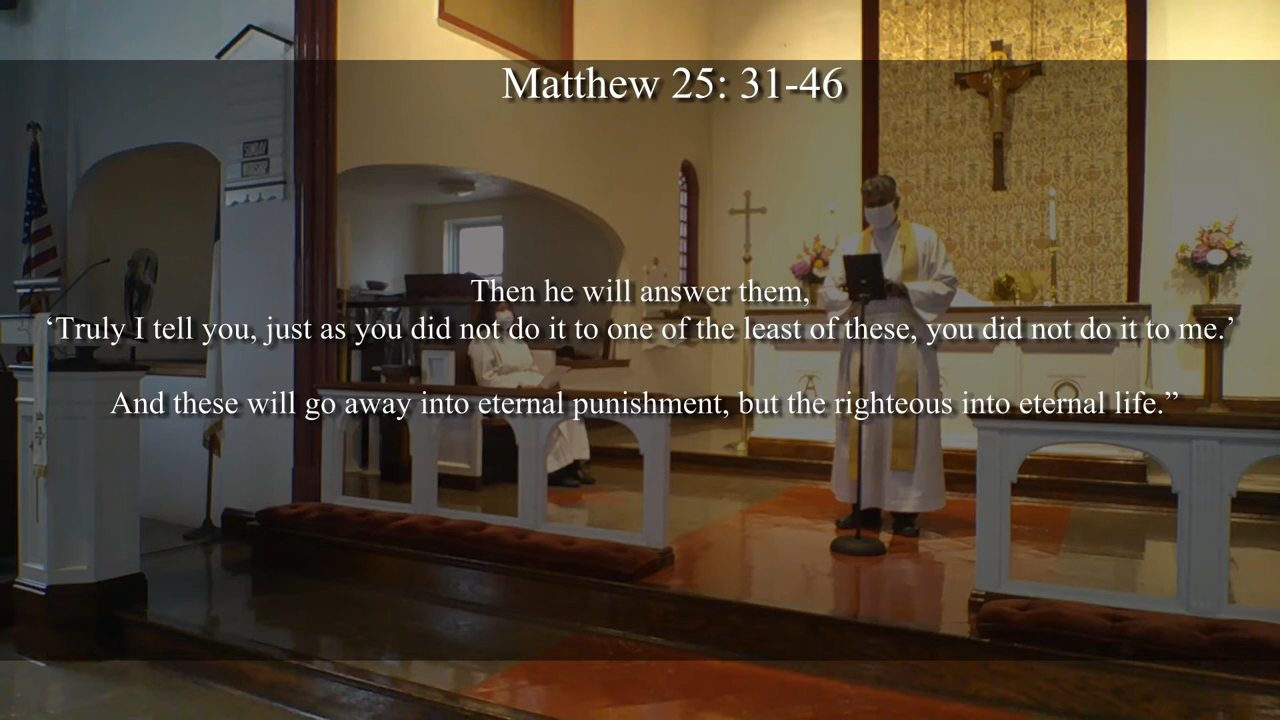 Matthew 25: 31-46
SUNDAY
WORSHIP
Then he will answer them,
‘Truly I tell you, just as you did not do it to one of the least of these, you did not do it to me.’
And these will go away into eternal punishment, but the righteous into eternal life.”